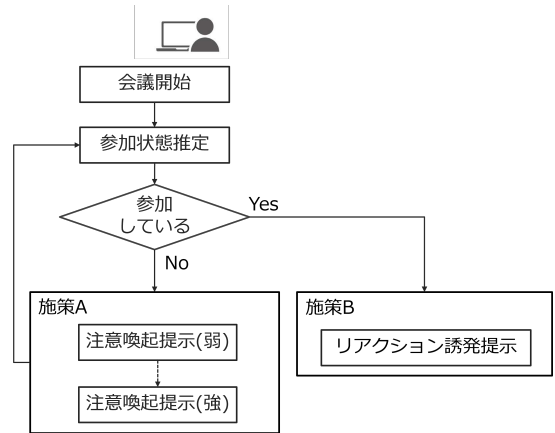 会議開始
参加状態推定
参加
している
Yes
No
施策A
注意喚起提示(弱)
注意喚起提示(強)
施策B
リアクション誘発提示